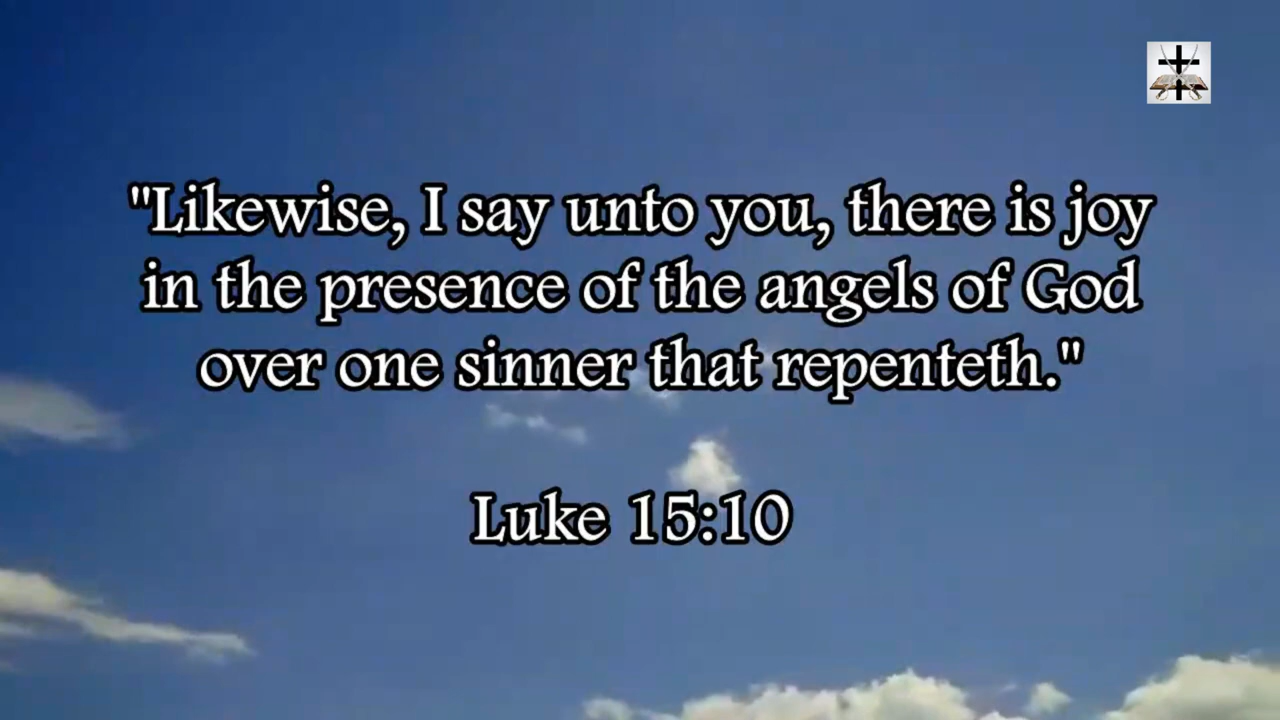 "Likewise, I say unto you, there is joy
in the presence of the angels of God
over one sinner that repenteth."
Luke 15:10